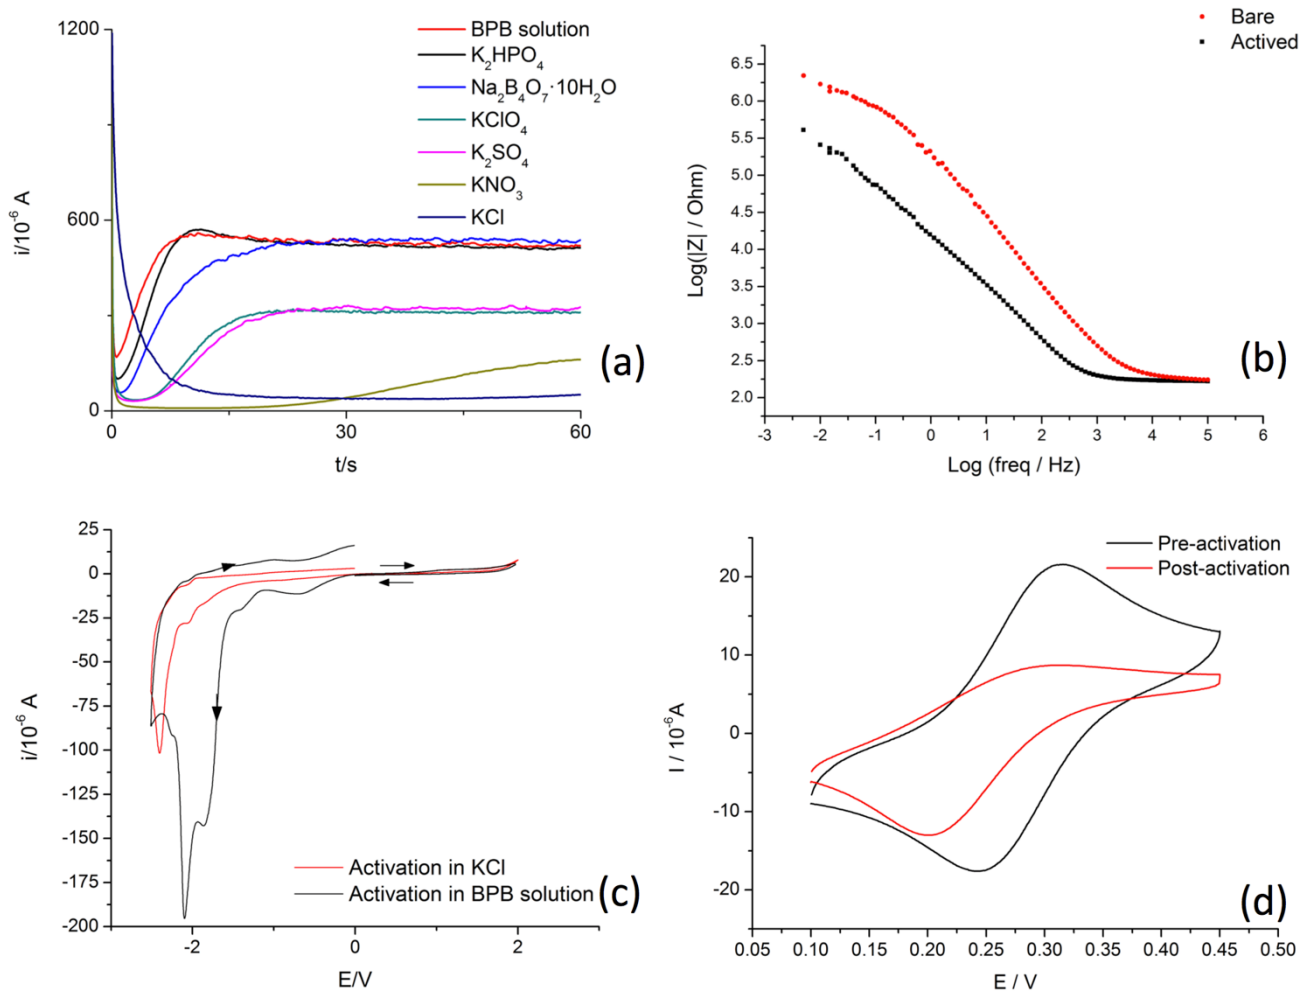 1200
600
0
0
30
60
i/10⁻⁶ A
t/s
BPB solution
K₂HPO₄
Na₂B₄O₇·10H₂O
KClO₄
K₂SO₄
KNO₃
KCl
(a)
Bare
Actived
6.5
6.0
5.5
5.0
4.5
4.0
3.5
3.0
2.5
2.0
-3
-2
-1
0
1
2
3
4
5
6
Log(|Z| / Ohm)
Log (freq / Hz)
(b)
25
0
-25
-50
-75
-100
-125
-150
-175
-200
-2
0
2
i/10⁻⁶ A
E/V
Activation in KCl
Activation in BPB solution
(c)
Pre-activation
Post-activation
20
10
0
-10
-20
0.05
0.10
0.15
0.20
0.25
0.30
0.35
0.40
0.45
0.50
I / 10⁻⁶A
E / V
(d)